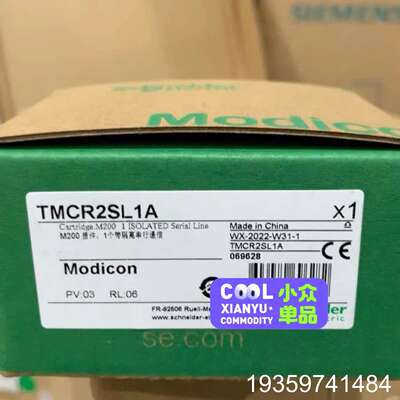 SIEMENS
Modicon
TMCR2SL1A
x1
Cartridge,M200 1 ISOLATED Serial Line
M200 插件，1个带隔离串行通信
Made in China
WX-2022-W31-1
TMCR2SL1A
069628
CE
Modicon
PV:03 RL:06
COOL 小众
XIANYU-
COMMODITY 单品
FR-92506 Rueil-Ma
www.schneider-el
se.com
19359741484